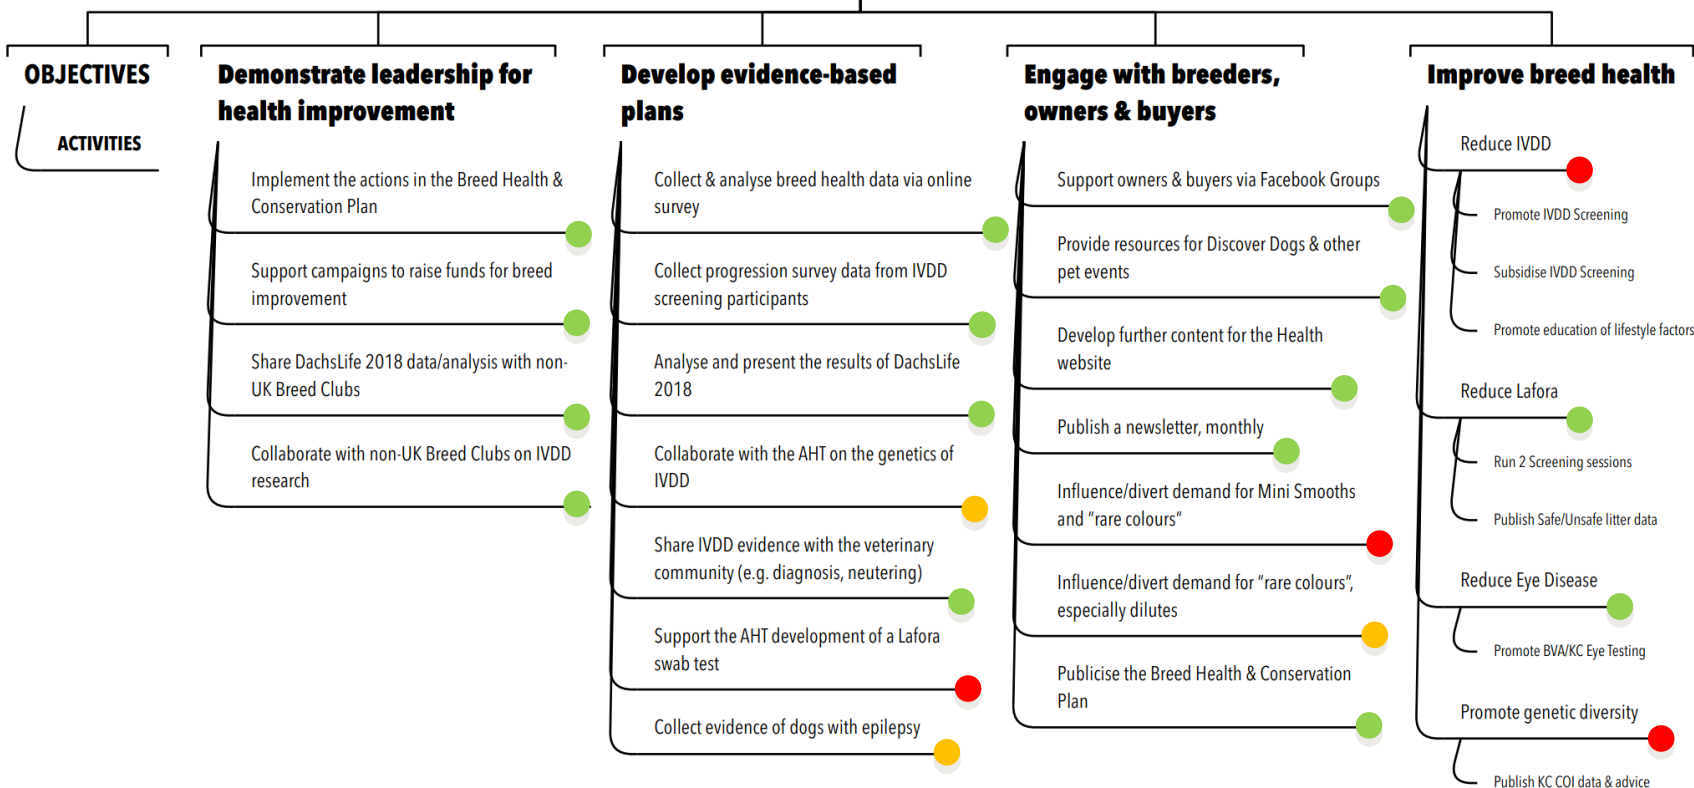 OBJECTIVES
ACTIVITIES
Demonstrate leadership for
health improvement
Implement the actions in the Breed Health &
Conservation Plan
Support campaigns to raise funds for breed
improvement
Share DachsLife 2018 data/analysis with non-
UK Breed Clubs
Collaborate with non-UK Breed Clubs on IVDD
research
Develop evidence-based
plans
Collect & analyse breed health data via online
survey
Collect progression survey data from IVDD
screening participants
Analyse and present the results of DachsLife
2018
Collaborate with the AHT on the genetics of
IVDD
Share IVDD evidence with the veterinary
community (e.g. diagnosis, neutering)
Support the AHT development of a Lafora
swab test
Collect evidence of dogs with epilepsy
Engage with breeders,
owners & buyers
Support owners & buyers via Facebook Groups
Provide resources for Discover Dogs & other
pet events
Develop further content for the Health
website
Publish a newsletter, monthly
Influence/divert demand for Mini Smooths
and “rare colours”
Influence/divert demand for “rare colours”,
especially dilutes
Publicise the Breed Health & Conservation
Plan
Improve breed health
Reduce IVDD
Promote IVDD Screening
Subsidise IVDD Screening
Promote education of lifestyle factors
Reduce Lafora
Run 2 Screening sessions
Publish Safe/Unsafe litter data
Reduce Eye Disease
Promote BVA/KC Eye Testing
Promote genetic diversity
Publish KC COI data & advice